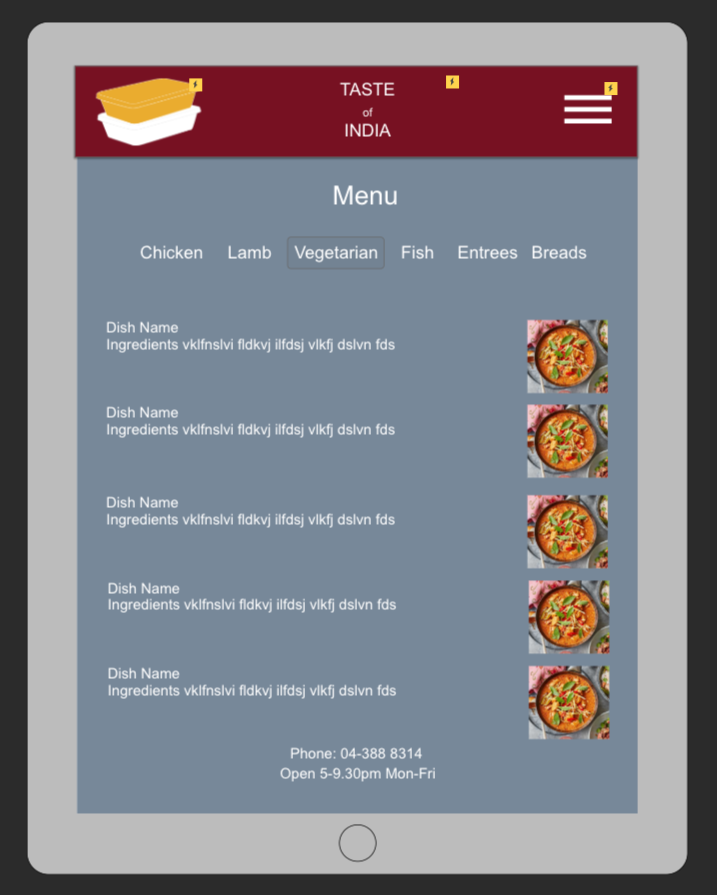 TASTE
of
INDIA
Menu
Chicken Lamb Vegetarian Fish Entrees Breads
Dish Name
Ingredients vklfnslvi fldkvj ilfdsj vlkfj dslvn fds
Dish Name
Ingredients vklfnslvi fldkvj ilfdsj vlkfj dslvn fds
Dish Name
Ingredients vklfnslvi fldkvj ilfdsj vlkfj dslvn fds
Dish Name
Ingredients vklfnslvi fldkvj ilfdsj vlkfj dslvn fds
Dish Name
Ingredients vklfnslvi fldkvj ilfdsj vlkfj dslvn fds
Phone: 04-388 8314
Open 5-9.30pm Mon-Fri